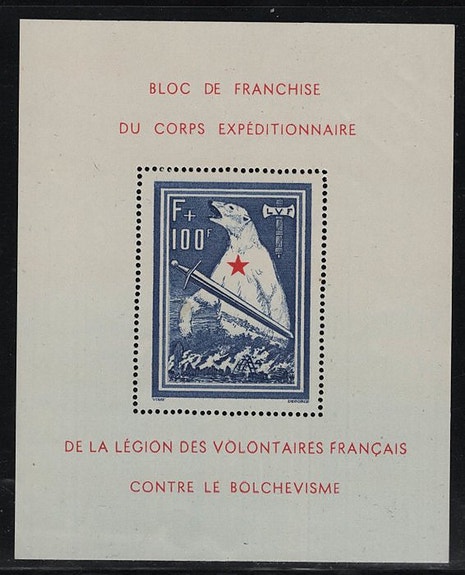 BLOC DE FRANCHISE
DU CORPS EXPÉDITIONNAIRE
F+
100F
LVF
DE LA LÉGION DES VOLONTAIRES FRANÇAIS
CONTRE LE BOLCHEVISME